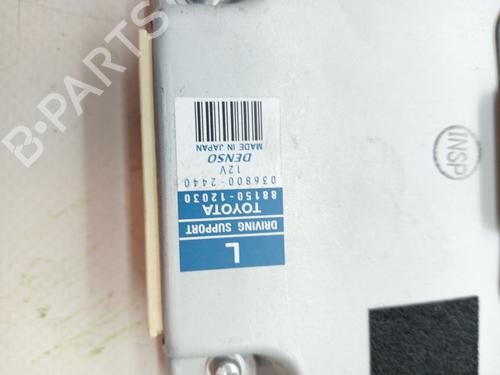 L
DRIVING SUPPORT
TOYOTA
88150-12030
036800-2440
12V
DENSO
MADE IN JAPAN
INSP
B-PARTS